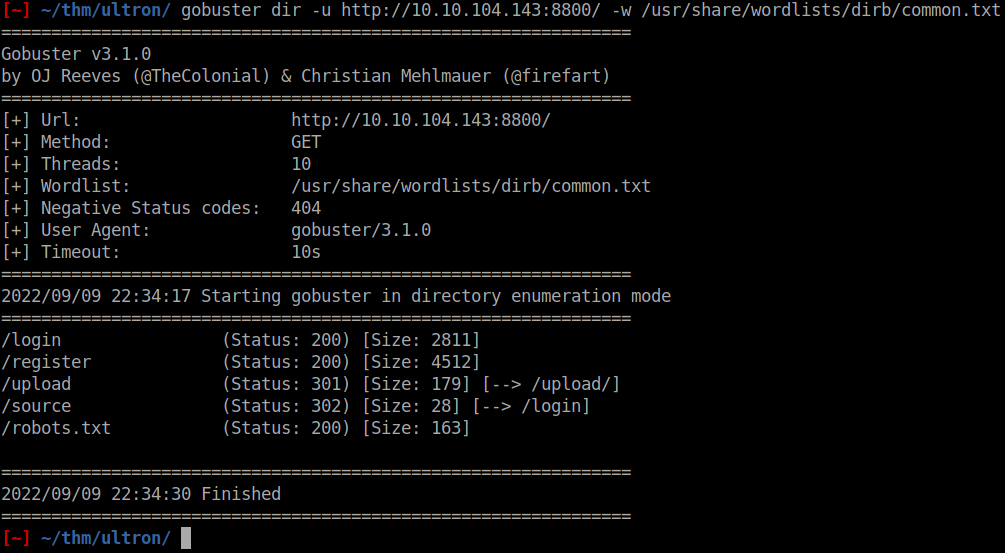 [~] ~/thm/ultron/ gobuster dir -u http://10.10.104.143:8800/ -w /usr/share/wordlists/dirb/common.txt
===============================================================
Gobuster v3.1.0
by OJ Reeves (@TheColonial) & Christian Mehlmauer (@firefart)
===============================================================
[+] Url:                     http://10.10.104.143:8800/
[+] Method:                  GET
[+] Threads:                 10
[+] Wordlist:                /usr/share/wordlists/dirb/common.txt
[+] Negative Status codes:   404
[+] User Agent:              gobuster/3.1.0
[+] Timeout:                 10s
===============================================================
2022/09/09 22:34:17 Starting gobuster in directory enumeration mode
===============================================================
/login                (Status: 200) [Size: 2811]
/register             (Status: 200) [Size: 4512]
/upload               (Status: 301) [Size: 179] [--> /upload/]
/source               (Status: 302) [Size: 28] [--> /login]
/robots.txt           (Status: 200) [Size: 163]
===============================================================
2022/09/09 22:34:30 Finished
===============================================================
[~] ~/thm/ultron/